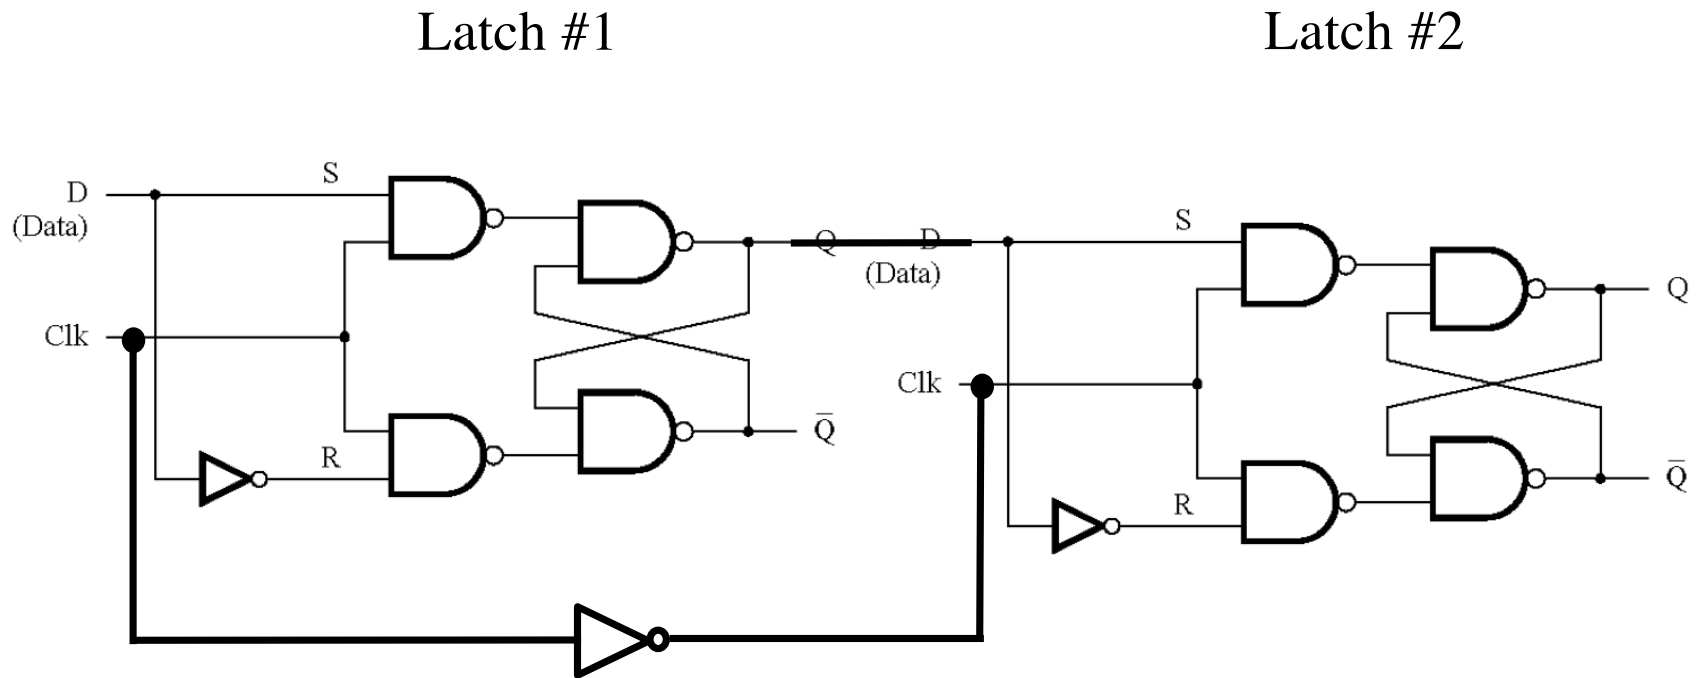 Latch #1
Latch #2
D
(Data)
S
Clk
R
Q
Q̅
D
(Data)
S
Clk
R
Q
Q̅